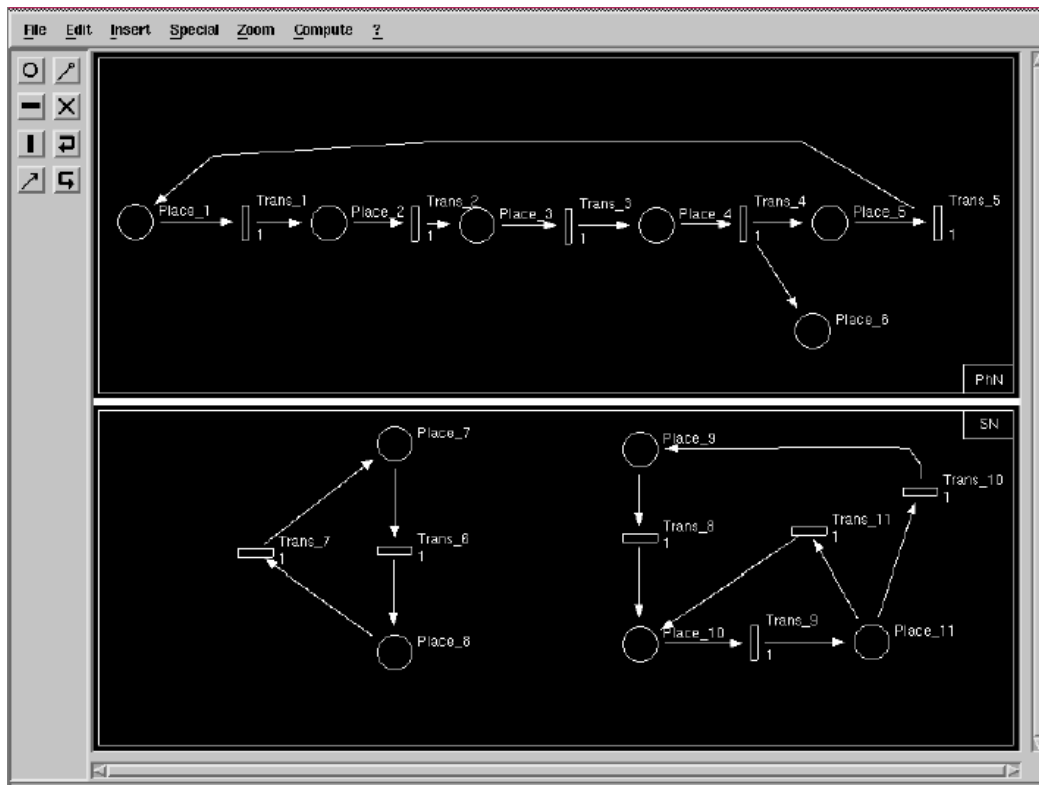 File Edit Insert Special Zoom Compute ?
Trans_1 Trans_2 Trans_3 Trans_4 Trans_5
Place_1 Place_2 Place_3 Place_4 Place_5
1 1 1 1 1
Place_6
PhN
SN
Place_7 Place_9
Trans_10
1
Trans_8 Trans_11
1 1
Trans_7 Trans_6
1 1
Place_8 Place_10 Trans_9 Place_11
1